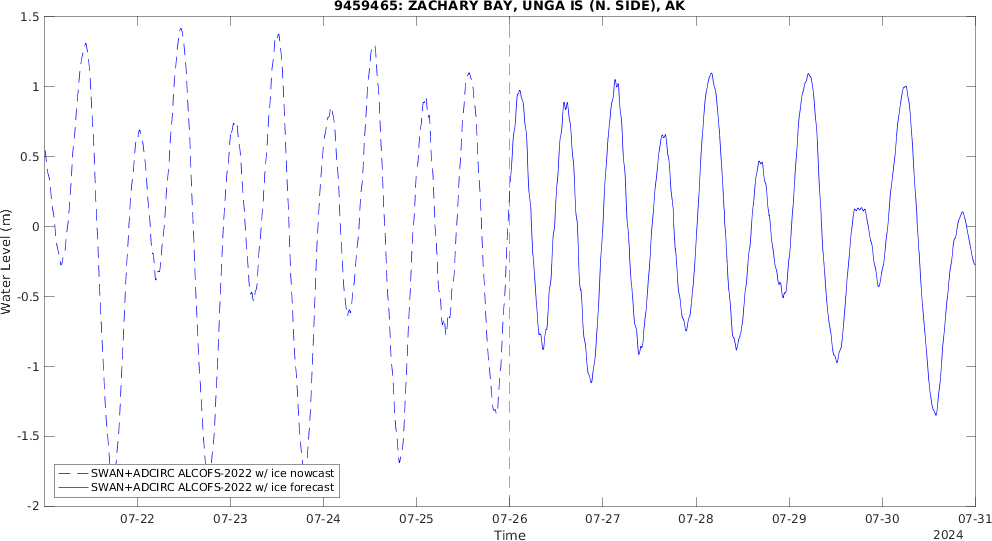 9459465: ZACHARY BAY, UNGA IS (N. SIDE), AK
Water Level (m)
1.5
1
0.5
0
-0.5
-1
-1.5
-2
SWAN+ADCIRC ALCOFS-2022 w/ ice nowcast
SWAN+ADCIRC ALCOFS-2022 w/ ice forecast
07-22 07-23 07-24 07-25 07-26 07-27 07-28 07-29 07-30 07-31
Time
2024